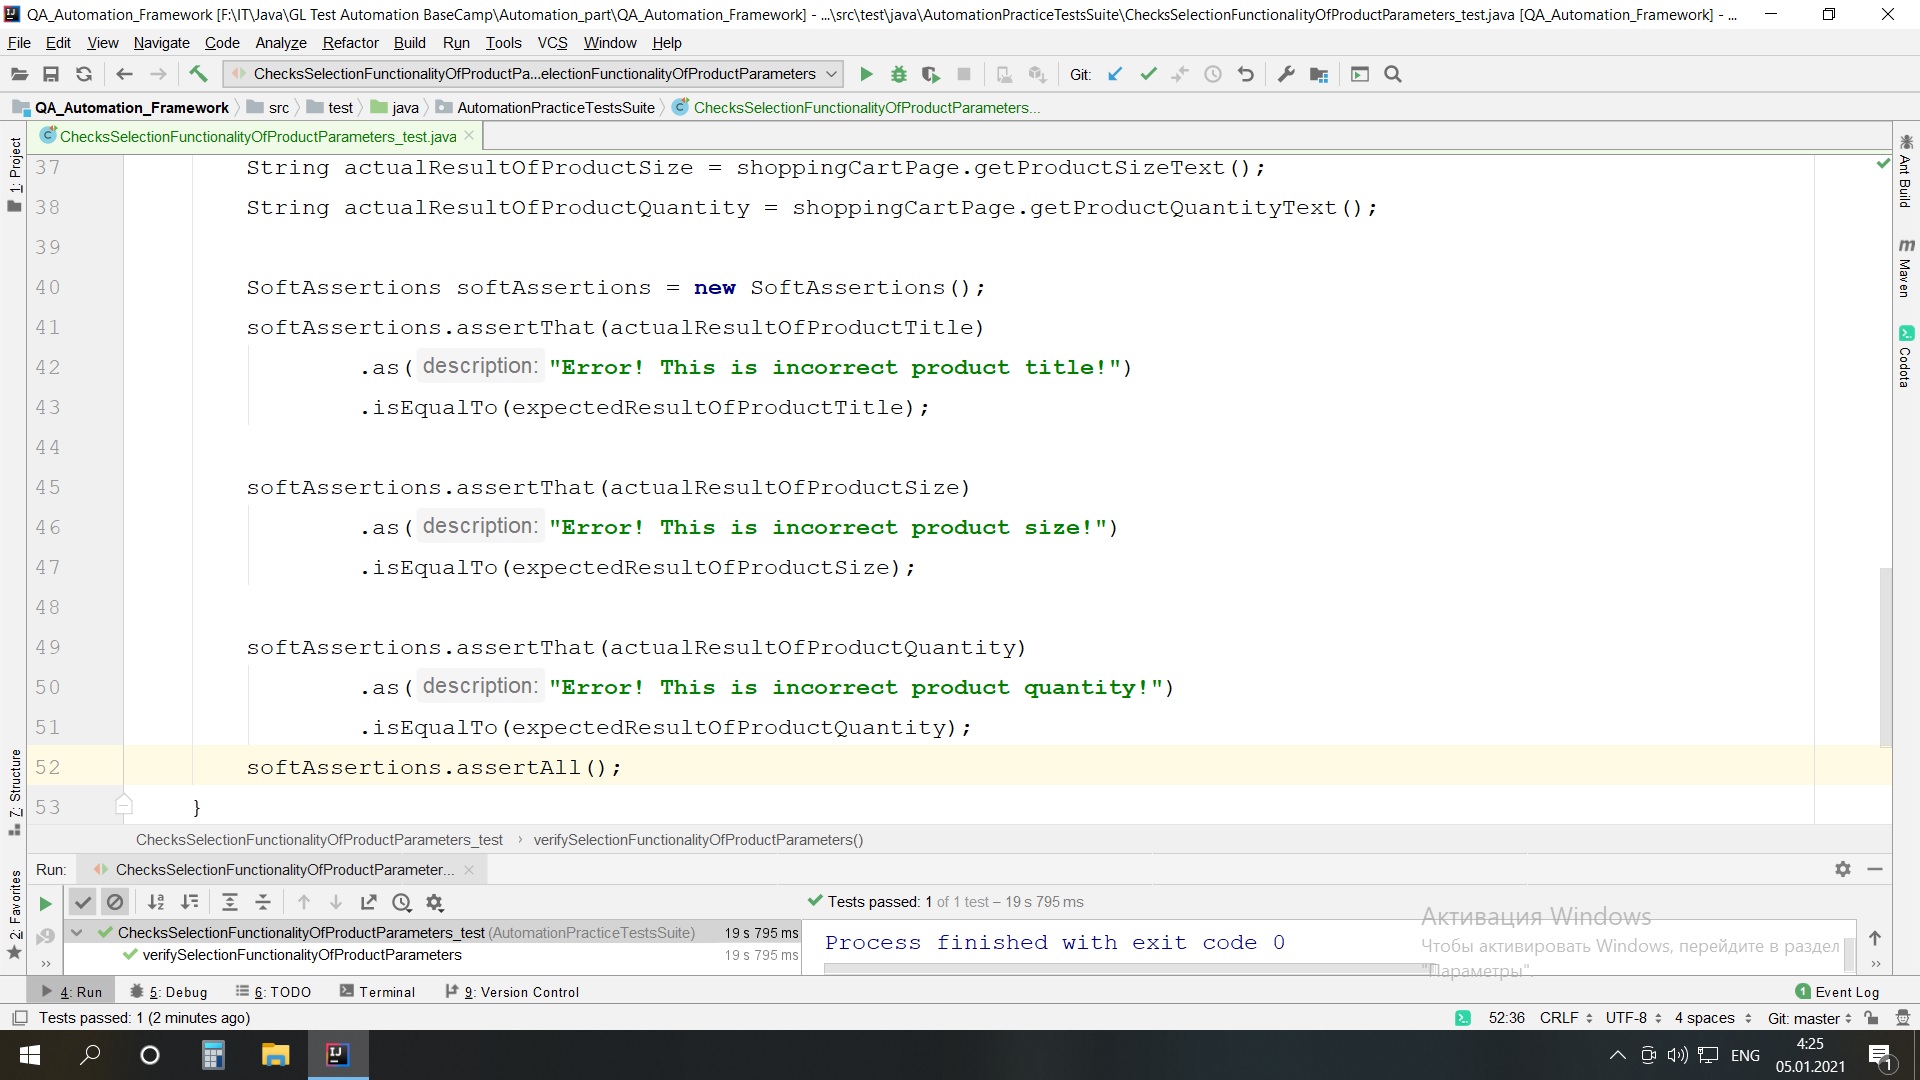 QA_Automation_Framework [F:\IT\Java\GL Test Automation BaseCamp\Automation_part\QA_Automation_Framework] - ...\src\test\java\AutomationPracticeTestsSuite\ChecksSelectionFunctionalityOfProductParameters_test.java [QA_Automation_Framework] - ...
File Edit View Navigate Code Analyze Refactor Build Run Tools VCS Window Help
ChecksSelectionFunctionalityOfProductPa...electionFunctionalityOfProductParameters Git:
QA_Automation_Framework src test java AutomationPracticeTestsSuite ChecksSelectionFunctionalityOfProductParameters...
ChecksSelectionFunctionalityOfProductParameters_test.java
1: Project
7: Structure
2: Favorites
Ant Build
Maven
Codota
37 String actualResultOfProductSize = shoppingCartPage.getProductSizeText();
38 String actualResultOfProductQuantity = shoppingCartPage.getProductQuantityText();
39
40 SoftAssertions softAssertions = new SoftAssertions();
41 softAssertions.assertThat(actualResultOfProductTitle)
42 .as( description: "Error! This is incorrect product title!")
43 .isEqualTo(expectedResultOfProductTitle);
44
45 softAssertions.assertThat(actualResultOfProductSize)
46 .as( description: "Error! This is incorrect product size!")
47 .isEqualTo(expectedResultOfProductSize);
48
49 softAssertions.assertThat(actualResultOfProductQuantity)
50 .as( description: "Error! This is incorrect product quantity!")
51 .isEqualTo(expectedResultOfProductQuantity);
52 softAssertions.assertAll();
53 }
ChecksSelectionFunctionalityOfProductParameters_test › verifySelectionFunctionalityOfProductParameters()
Run: ChecksSelectionFunctionalityOfProductParameter...
Tests passed: 1 of 1 test – 19 s 795 ms
ChecksSelectionFunctionalityOfProductParameters_test (AutomationPracticeTestsSuite) 19 s 795 ms
verifySelectionFunctionalityOfProductParameters 19 s 795 ms
Process finished with exit code 0
Активация Windows
Чтобы активировать Windows, перейдите в раздел
"Параметры".
4: Run 5: Debug 6: TODO Terminal 9: Version Control 1 Event Log
Tests passed: 1 (2 minutes ago) 52:36 CRLF UTF-8 4 spaces Git: master
ENG 4:25
05.01.2021
1